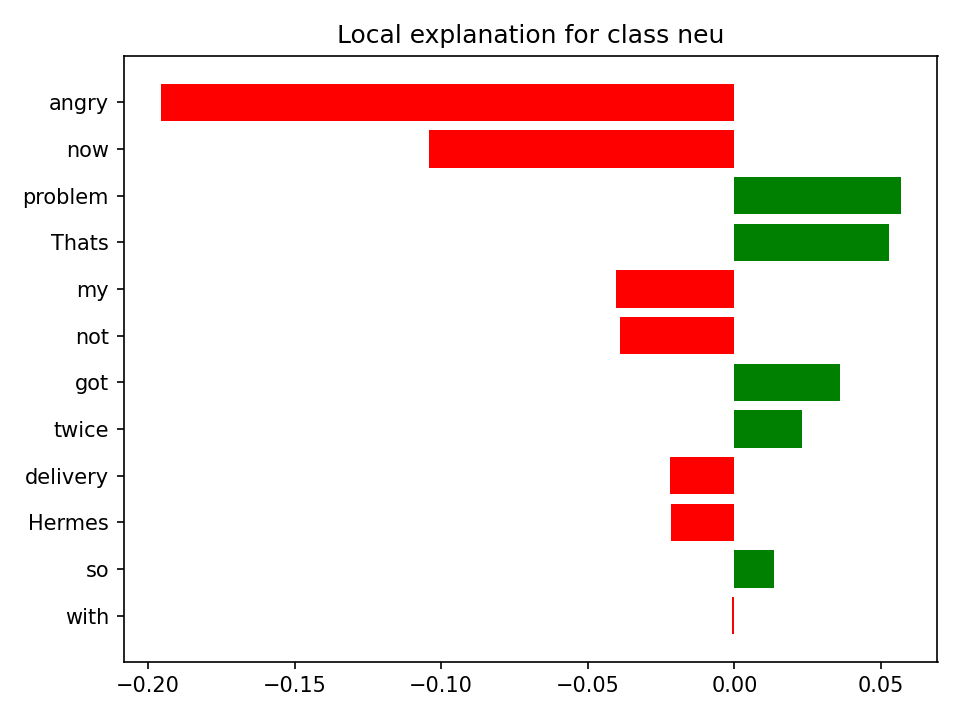 Local explanation for class neu
angry
now
problem
Thats
my
not
got
twice
delivery
Hermes
so
with
−0.20 −0.15 −0.10 −0.05 0.00 0.05